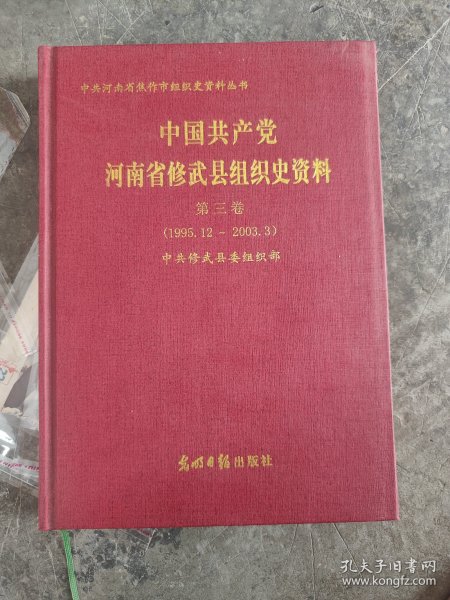 中共河南省焦作市组织史资料丛书
中国共产党
河南省修武县组织史资料
第三卷
(1995.12－2003.3)
中共修武县委组织部
光明日报出版社
孔夫子旧书网
www.kongfz.com